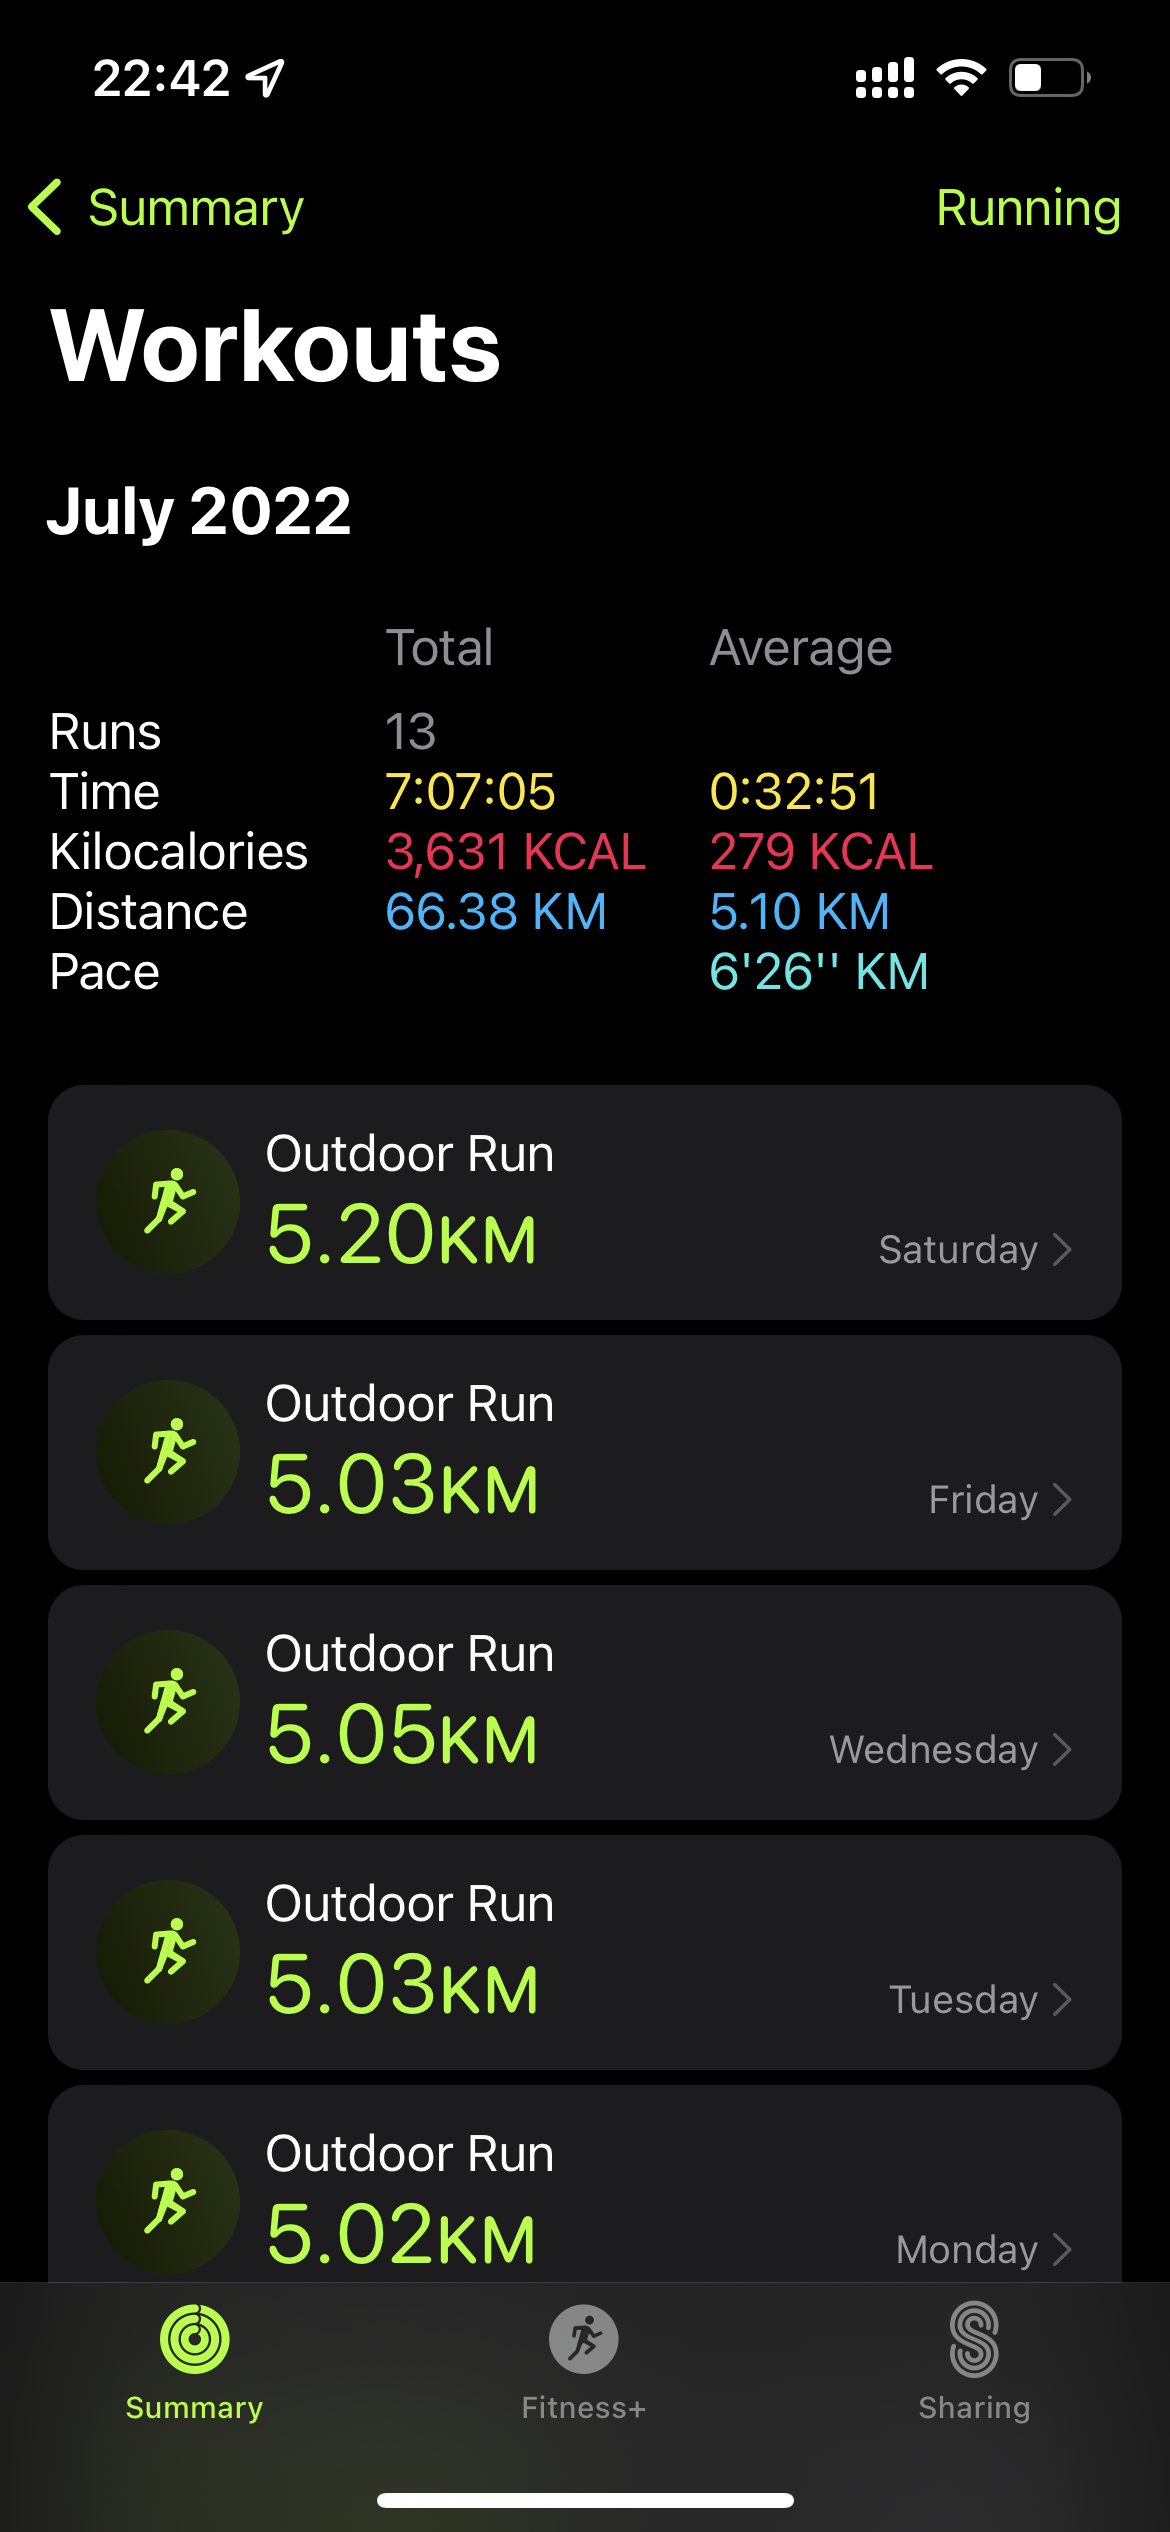 22:42
Summary Running
Workouts
July 2022
Total Average
Runs 13
Time 7:07:05 0:32:51
Kilocalories 3,631 KCAL 279 KCAL
Distance 66.38 KM 5.10 KM
Pace 6'26'' KM
Outdoor Run
5.20KM
Saturday
Outdoor Run
5.03KM
Friday
Outdoor Run
5.05KM
Wednesday
Outdoor Run
5.03KM
Tuesday
Outdoor Run
5.02KM
Monday
Summary Fitness+ Sharing